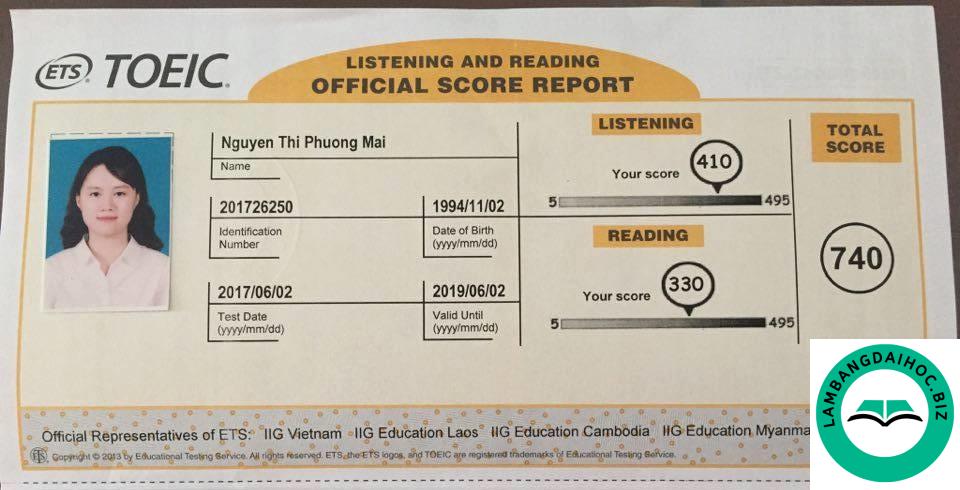 ETS® TOEIC®
LISTENING AND READING
OFFICIAL SCORE REPORT
Nguyen Thi Phuong Mai
Name
201726250
Identification
Number
1994/11/02
Date of Birth
(yyyy/mm/dd)
2017/06/02
Test Date
(yyyy/mm/dd)
2019/06/02
Valid Until
(yyyy/mm/dd)
LISTENING
Your score
410
5 495
READING
Your score
330
5 495
TOTAL
SCORE
740
Official Representatives of ETS: IIG Vietnam IIG Education Laos IIG Education Cambodia IIG Education Myanma
ETS Copyright © 2013 by Educational Testing Service. All rights reserved. ETS, the ETS logos, and TOEIC are registered trademarks of Educational Testing Service.
LAMBANGDAIHOC.BIZ